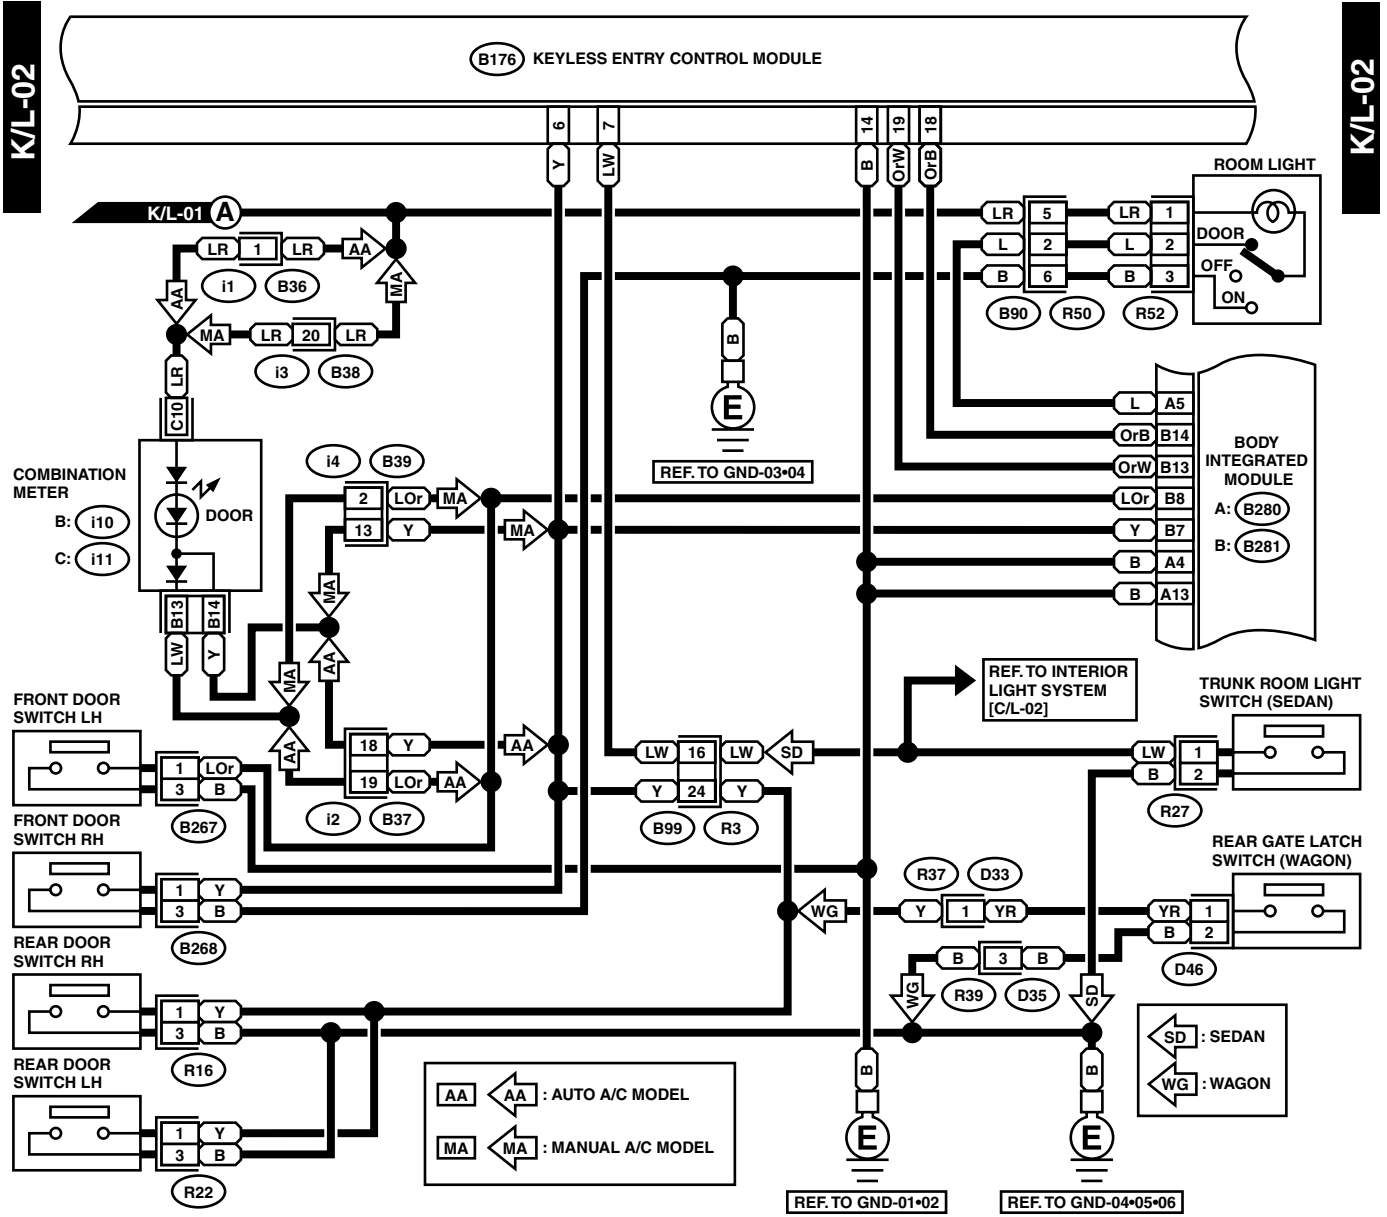 K/L-02
K/L-02
B176 KEYLESS ENTRY CONTROL MODULE
6 7 14 19 18
Y LW B OrW OrB
ROOM LIGHT
K/L-01 A
LR 5 LR 1
L 2 L 2
B 6 B 3
DOOR
OFF
ON
B90 R50 R52
LR 1 LR AA
i1 B36
AA
MA
MA LR 20 LR
i3 B38
LR
C10
B
E
REF. TO GND-03•04
COMBINATION
METER
B: i10
C: i11
DOOR
B13 B14
LW Y
i4 B39
2 LOr MA
13 Y MA
MA
AA
MA
AA
18 Y AA
19 LOr AA
i2 B37
L A5
OrB B14
OrW B13
LOr B8
Y B7
B A4
B A13
BODY
INTEGRATED
MODULE
A: B280
B: B281
REF. TO INTERIOR
LIGHT SYSTEM
[C/L-02]
LW 16 LW SD
Y 24 Y
B99 R3
TRUNK ROOM LIGHT
SWITCH (SEDAN)
LW 1
B 2
R27
FRONT DOOR
SWITCH LH
1 LOr
3 B
B267
FRONT DOOR
SWITCH RH
1 Y
3 B
B268
REAR GATE LATCH
SWITCH (WAGON)
R37 D33
WG Y 1 YR YR 1
B 2
D46
B 3 B
R39 D35
WG
SD
REAR DOOR
SWITCH RH
1 Y
3 B
R16
REAR DOOR
SWITCH LH
1 Y
3 B
R22
AA AA : AUTO A/C MODEL
MA MA : MANUAL A/C MODEL
SD : SEDAN
WG : WAGON
B
E
REF. TO GND-01•02
B
E
REF. TO GND-04•05•06